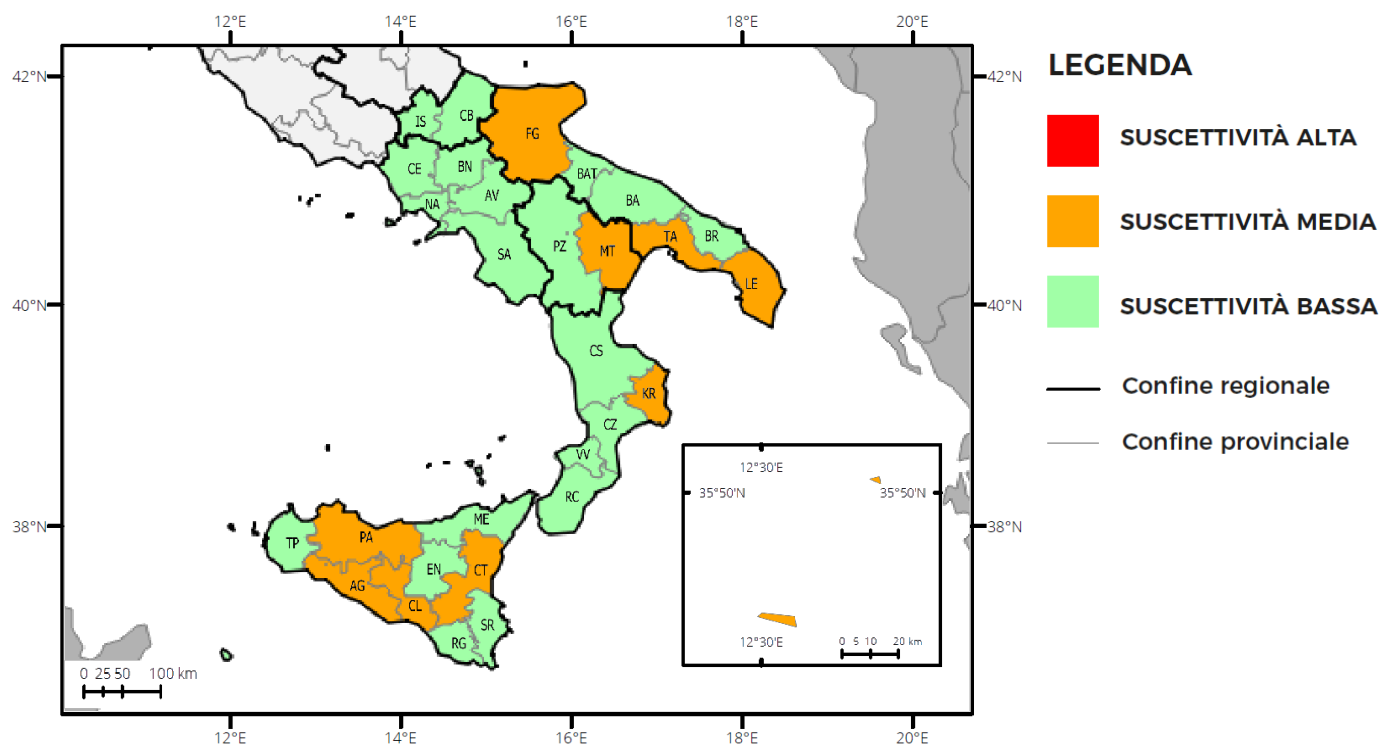 12°E 14°E 16°E 18°E 20°E
42°N 42°N
40°N 40°N
38°N 38°N
IS CB FG
CE BN BAT
NA AV BA
SA PZ MT TA BR
LE
CS
KR
CZ
VV
RC
ME
TP PA
AG EN CT
CL
SR
RG
0 25 50 100 km
12°30'E
35°50'N 35°50'N
12°30'E
0 5 10 20 km
12°E 14°E 16°E 18°E 20°E
LEGENDA
SUSCETTIVITÀ ALTA
SUSCETTIVITÀ MEDIA
SUSCETTIVITÀ BASSA
Confine regionale
Confine provinciale